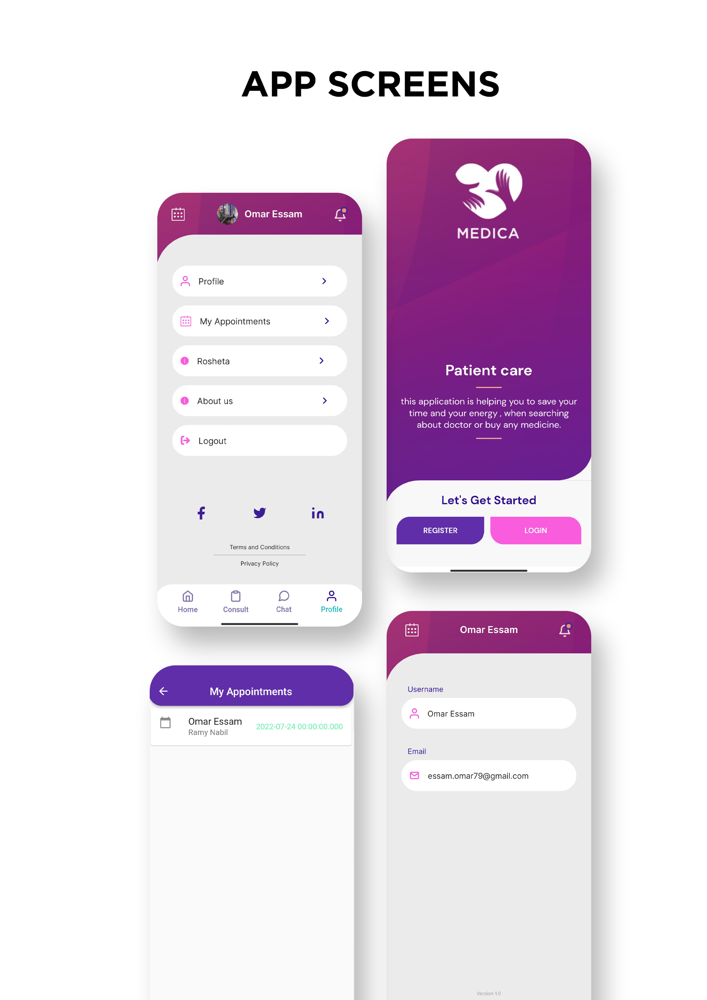 APP SCREENS
Omar Essam
Profile
My Appointments
Rosheta
About us
Logout
Terms and Conditions
Privacy Policy
Home
Consult
Chat
Profile
MEDICA
Patient care
this application is helping you to save your
time and your energy , when searching
about doctor or buy any medicine.
Let's Get Started
REGISTER
LOGIN
My Appointments
Omar Essam
Ramy Nabil
2022-07-24 00:00:00.000
Omar Essam
Username
Omar Essam
Email
essam.omar79@gmail.com
Version 1.0